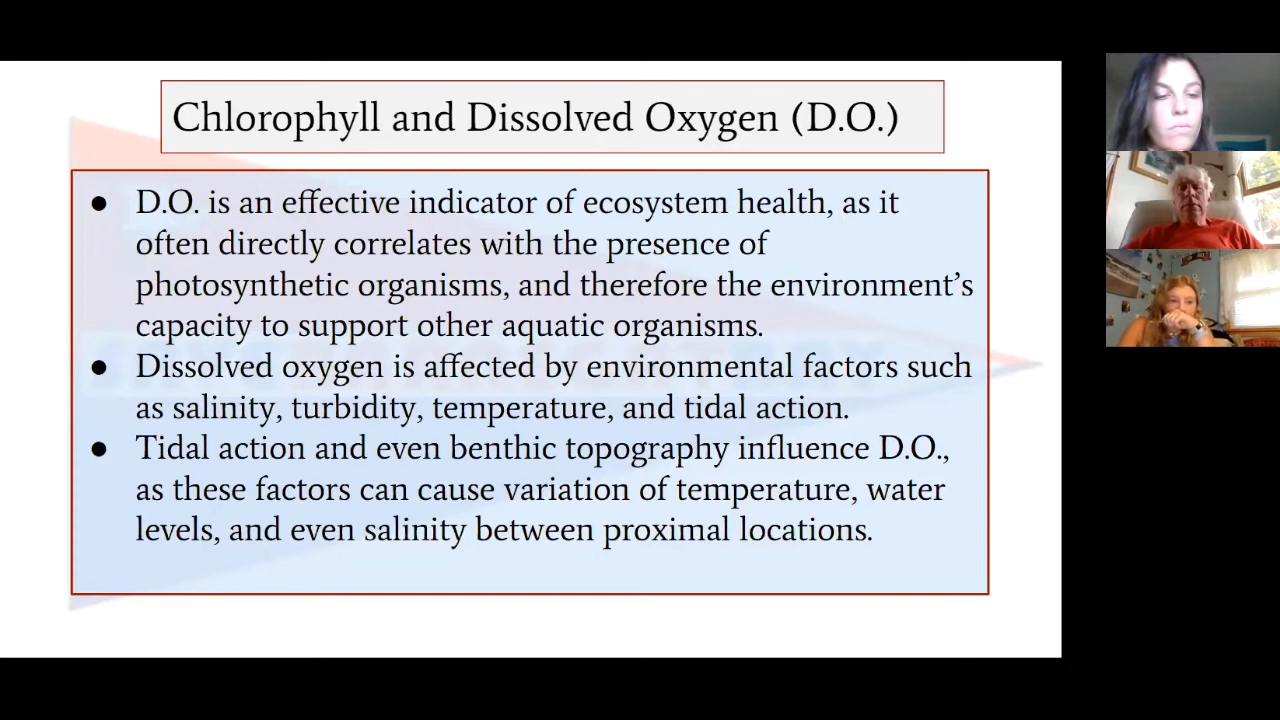 Chlorophyll and Dissolved Oxygen (D.O.)
● D.O. is an effective indicator of ecosystem health, as it
often directly correlates with the presence of
photosynthetic organisms, and therefore the environment’s
capacity to support other aquatic organisms.
● Dissolved oxygen is affected by environmental factors such
as salinity, turbidity, temperature, and tidal action.
● Tidal action and even benthic topography influence D.O.,
as these factors can cause variation of temperature, water
levels, and even salinity between proximal locations.